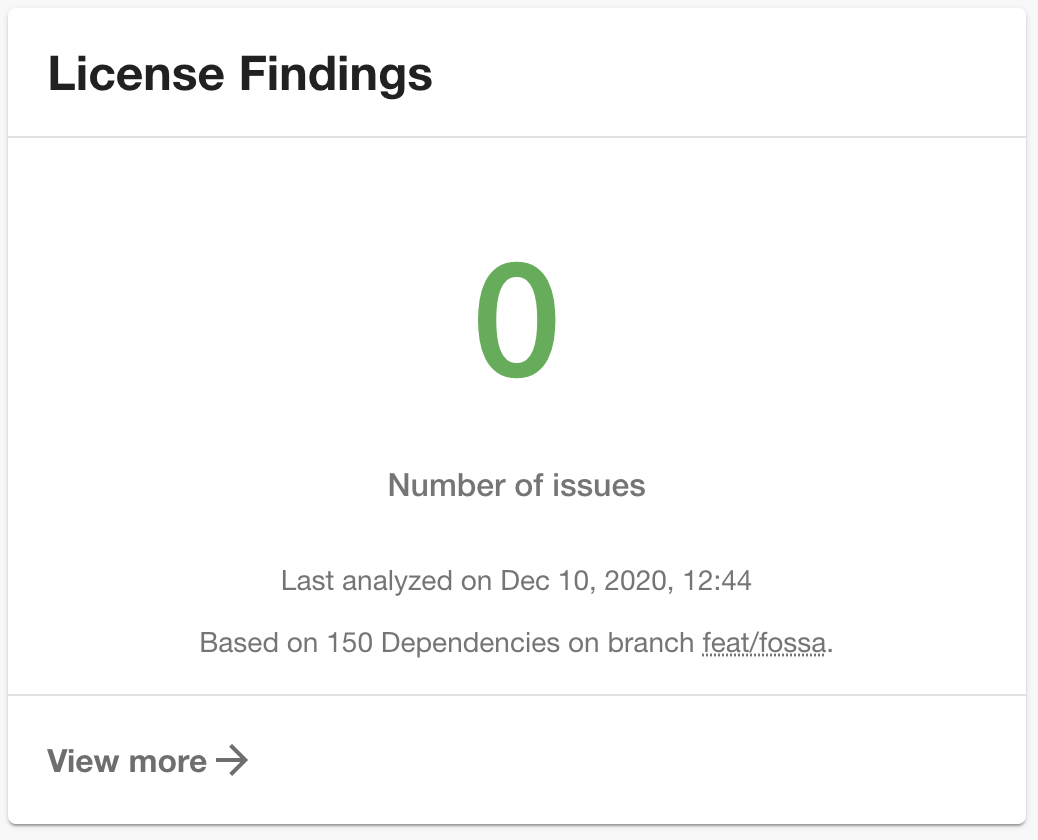 License Findings
0
Number of issues
Last analyzed on Dec 10, 2020, 12:44
Based on 150 Dependencies on branch feat/fossa.
View more